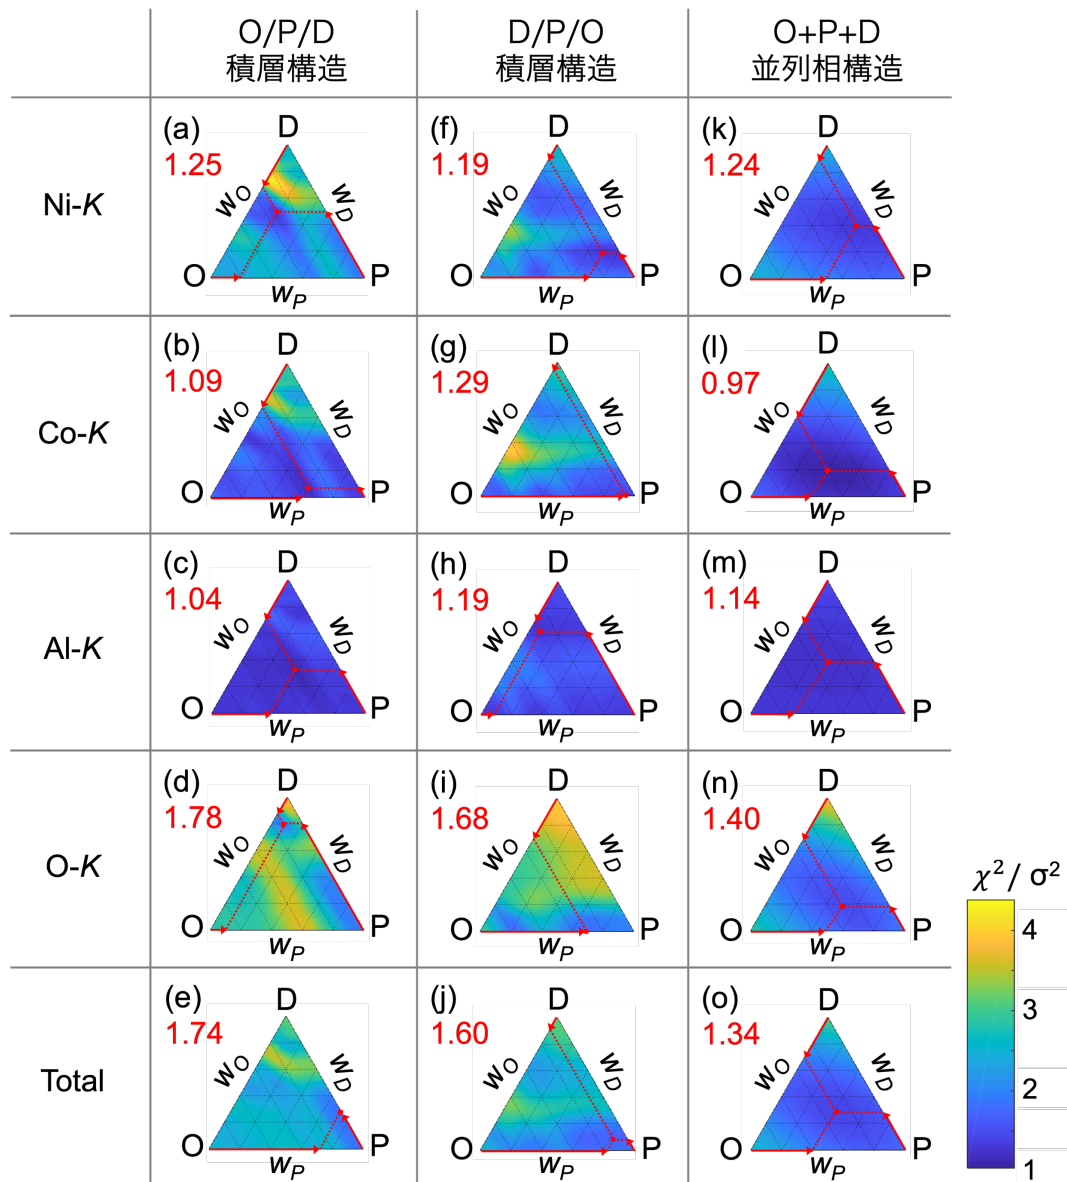 O/P/D
積層構造
D/P/O
積層構造
O+P+D
並列相構造
Ni-K
(a)
1.25
D
wO
wD
O
P
wP
(f)
1.19
D
wO
wD
O
P
wP
(k)
1.24
D
wO
wD
O
P
wP
Co-K
(b)
1.09
D
wO
wD
O
P
wP
(g)
1.29
D
wO
wD
O
P
wP
(l)
0.97
D
wO
wD
O
P
wP
Al-K
(c)
1.04
D
wO
wD
O
P
wP
(h)
1.19
D
wO
wD
O
P
wP
(m)
1.14
D
wO
wD
O
P
wP
O-K
(d)
1.78
D
wO
wD
O
P
wP
(i)
1.68
D
wO
wD
O
P
wP
(n)
1.40
D
wO
wD
O
P
wP
Total
(e)
1.74
D
wO
wD
O
P
wP
(j)
1.60
D
wO
wD
O
P
wP
(o)
1.34
D
wO
wD
O
P
wP
χ²/ σ²
4
3
2
1